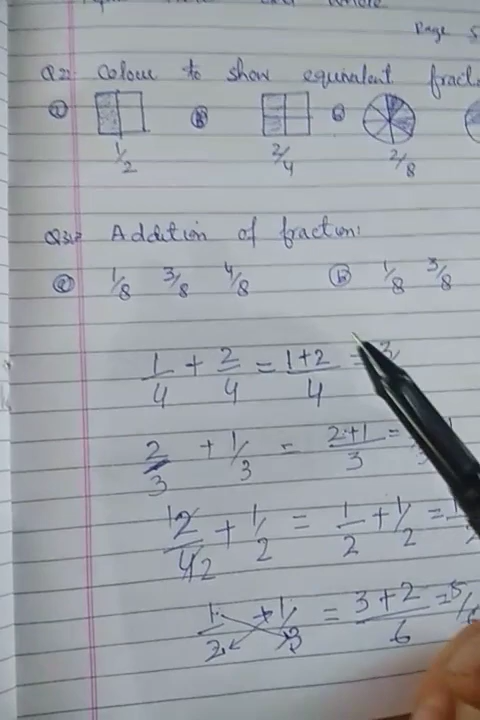 Page 5
Q2: Colour to show equivalent
a) 1/2 b) 2/4 c) 2/8
Q3: Addition of fraction:
a) 1/8 3/8 4/8 b) 1/8 3/8
1/4 + 2/4 = 1+2/4 = 3
2/3 + 1/3 = 2+1/3 =
2/4 + 1/2 = 1/2 + 1/2 =
1/2 + 1/3 = 3+2/6 = 5/6